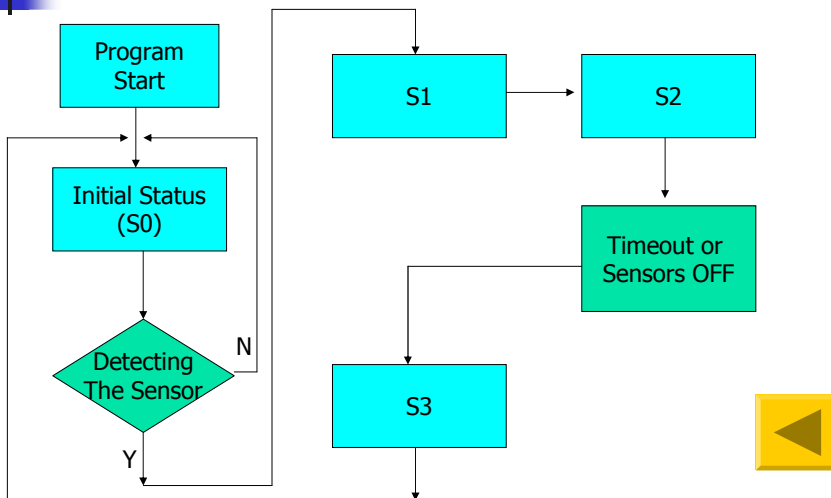 Program
Start
Initial Status
(S0)
Detecting
The Sensor
N
Y
S1
S2
Timeout or
Sensors OFF
S3